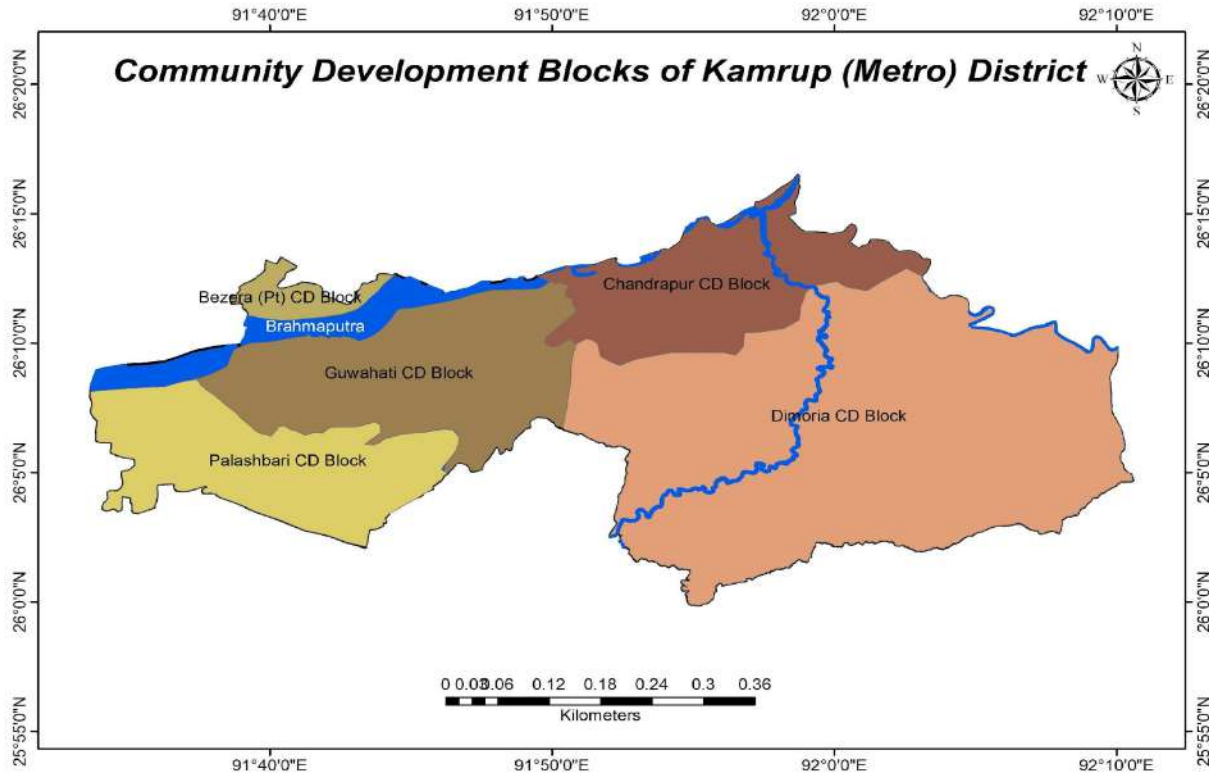 91°40'0"E 91°50'0"E 92°0'0"E 92°10'0"E
Community Development Blocks of Kamrup (Metro) District
N
W E
S
26°20'0"N 26°20'0"N
26°15'0"N 26°15'0"N
Chandrapur CD Block
Bezera (Pt) CD Block
Brahmaputra
26°10'0"N 26°10'0"N
Guwahati CD Block
Dimoria CD Block
Palashbari CD Block
26°5'0"N 26°5'0"N
26°0'0"N 26°0'0"N
0 0.030.06 0.12 0.18 0.24 0.3 0.36
Kilometers
25°55'0"N 25°55'0"N
91°40'0"E 91°50'0"E 92°0'0"E 92°10'0"E